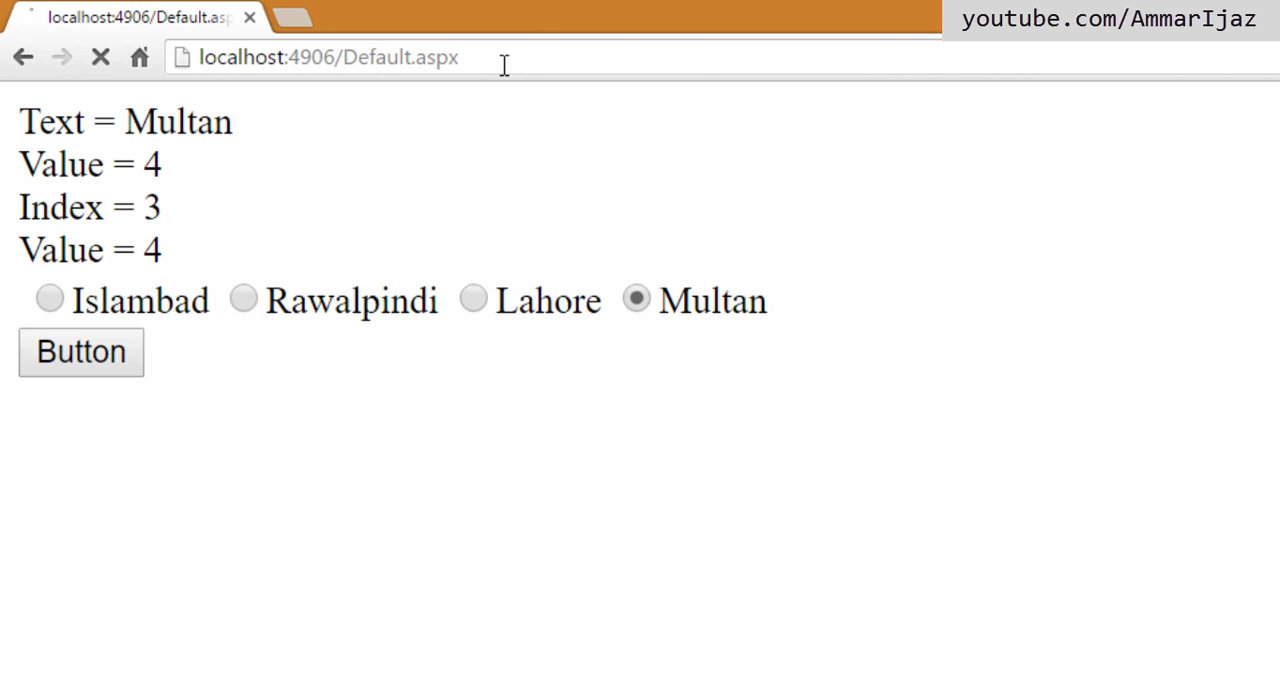 localhost:4906/Default.asp
youtube.com/AmmarIjaz
localhost:4906/Default.aspx
Text = Multan
Value = 4
Index = 3
Value = 4
Islambad Rawalpindi Lahore Multan
Button